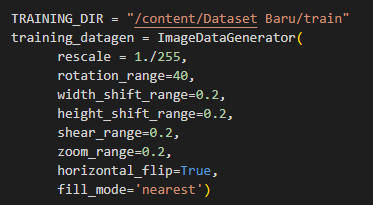 TRAINING_DIR = "/content/Dataset Baru/train"
training_datagen = ImageDataGenerator(
      rescale = 1./255,
      rotation_range=40,
      width_shift_range=0.2,
      height_shift_range=0.2,
      shear_range=0.2,
      zoom_range=0.2,
      horizontal_flip=True,
      fill_mode='nearest')